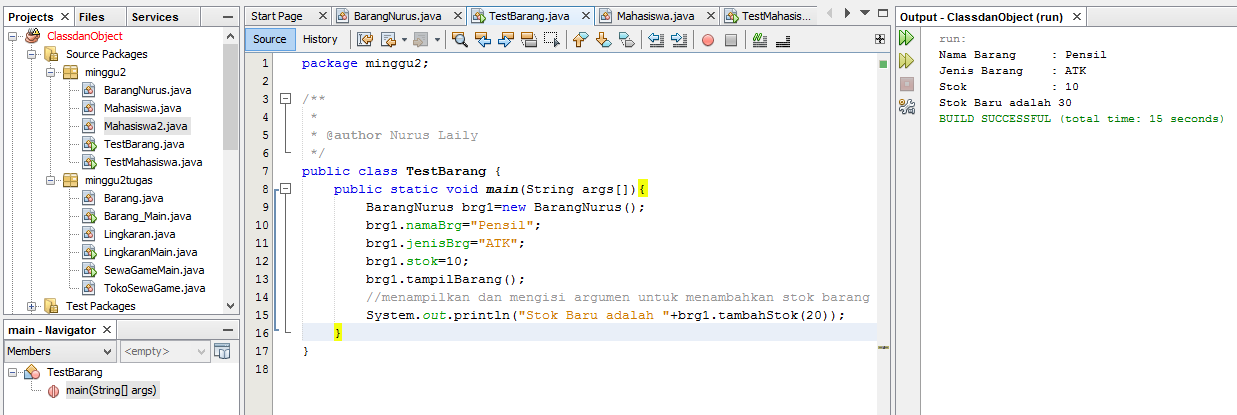 Projects
Files
Services
ClassdanObject
Source Packages
minggu2
BarangNurus.java
Mahasiswa.java
Mahasiswa2.java
TestBarang.java
TestMahasiswa.java
minggu2tugas
Barang.java
Barang_Main.java
Lingkaran.java
LingkaranMain.java
SewaGameMain.java
TokoSewaGame.java
Test Packages
main - Navigator
Members
<empty>
TestBarang
main(String[] args)
Start Page
BarangNurus.java
TestBarang.java
Mahasiswa.java
TestMahasis...
Source
History
1 package minggu2;
2
3 /**
4 *
5 * @author Nurus Laily
6 */
7 public class TestBarang {
8 public static void main(String args[]){
9 BarangNurus brg1=new BarangNurus();
10 brg1.namaBrg="Pensil";
11 brg1.jenisBrg="ATK";
12 brg1.stok=10;
13 brg1.tampilBarang();
14 //menampilkan dan mengisi argumen untuk menambahkan stok barang
15 System.out.println("Stok Baru adalah "+brg1.tambahStok(20));
16 }
17 }
18
Output - ClassdanObject (run)
run:
Nama Barang : Pensil
Jenis Barang : ATK
Stok : 10
Stok Baru adalah 30
BUILD SUCCESSFUL (total time: 15 seconds)